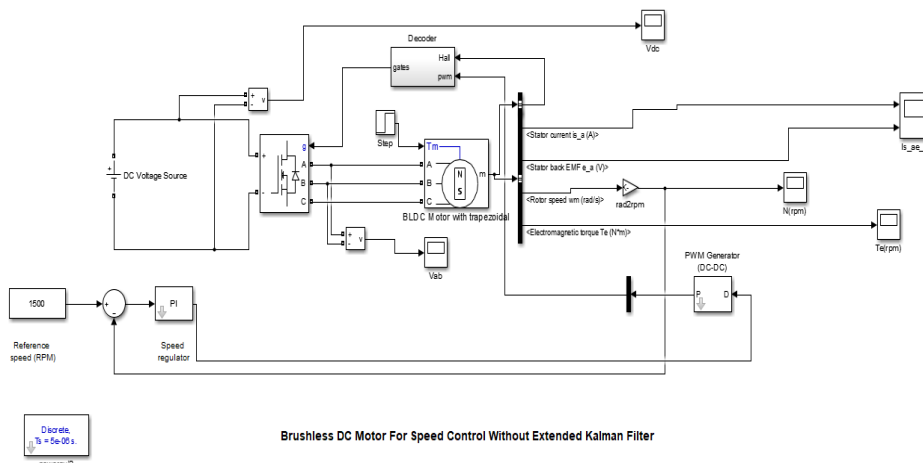 Decoder
Hall
gates
pwm
Vdc
+
-
v
Step
g
A
B
C
+
-
DC Voltage Source
Tm
A
B
C
m
N
S
BLDC Motor with trapezoidal
<Stator current is_a (A)>
<Stator back EMF e_a (V)>
<Rotor speed wm (rad/s)>
<Electromagnetic torque Te (N*m)>
rad2rpm
Is_ae_
N(rpm)
Te(rpm)
+
-
v
Vab
PWM Generator
(DC-DC)
P
D
1500
PI
Reference
speed (RPM)
Speed
regulator
Discrete,
Ts = 5e-06 s.
Brushless DC Motor For Speed Control Without Extended Kalman Filter